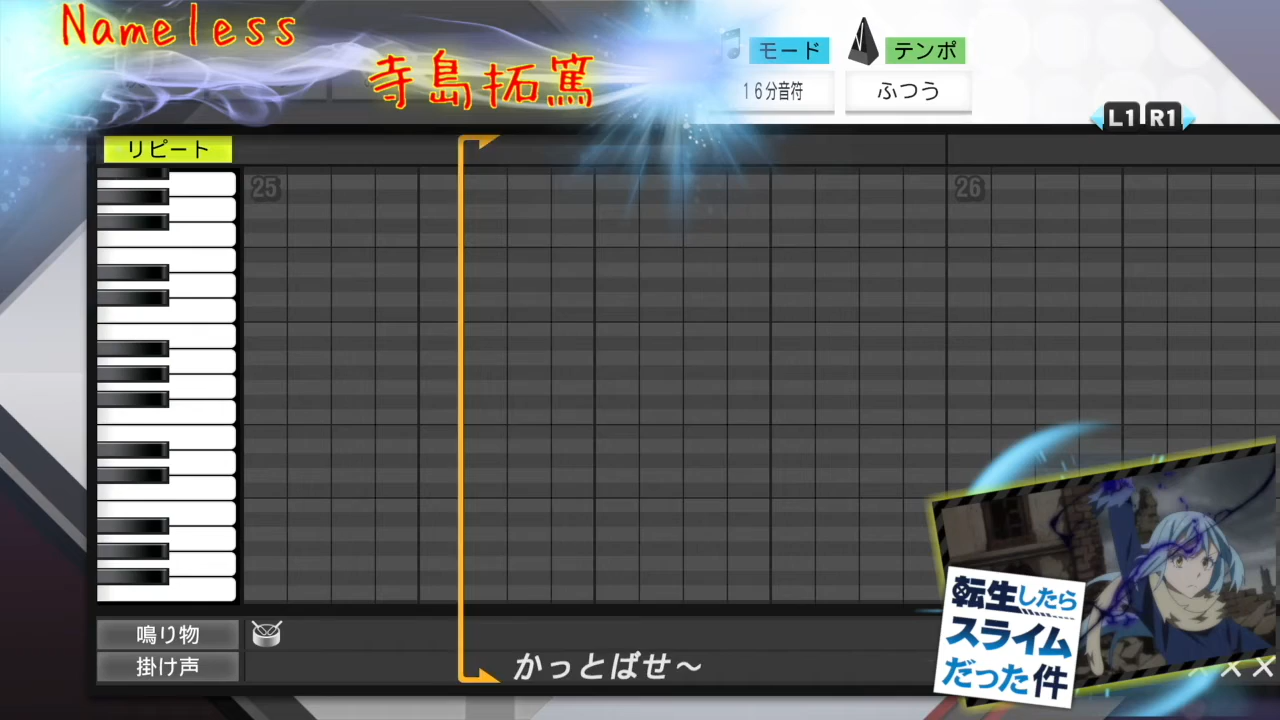 Nameless
寺島拓篤
モード
テンポ
16分音符
ふつう
L1 R1
リピート
25
26
転生したら
スライム
だった件
鳴り物
掛け声
かっとばせ～
××